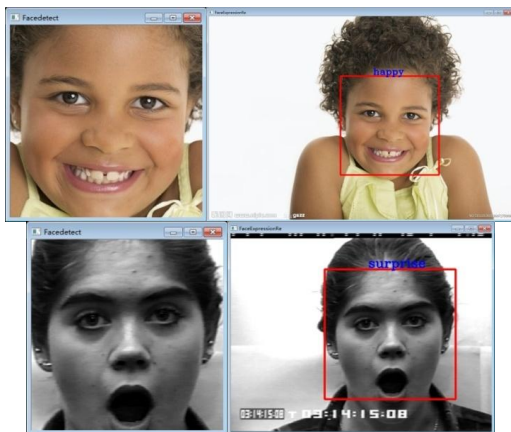 Facedetect
FaceExpressionRe
happy
Facedetect
FaceExpressionRe
surprise
03:14:15:08 T 03:14:15:08